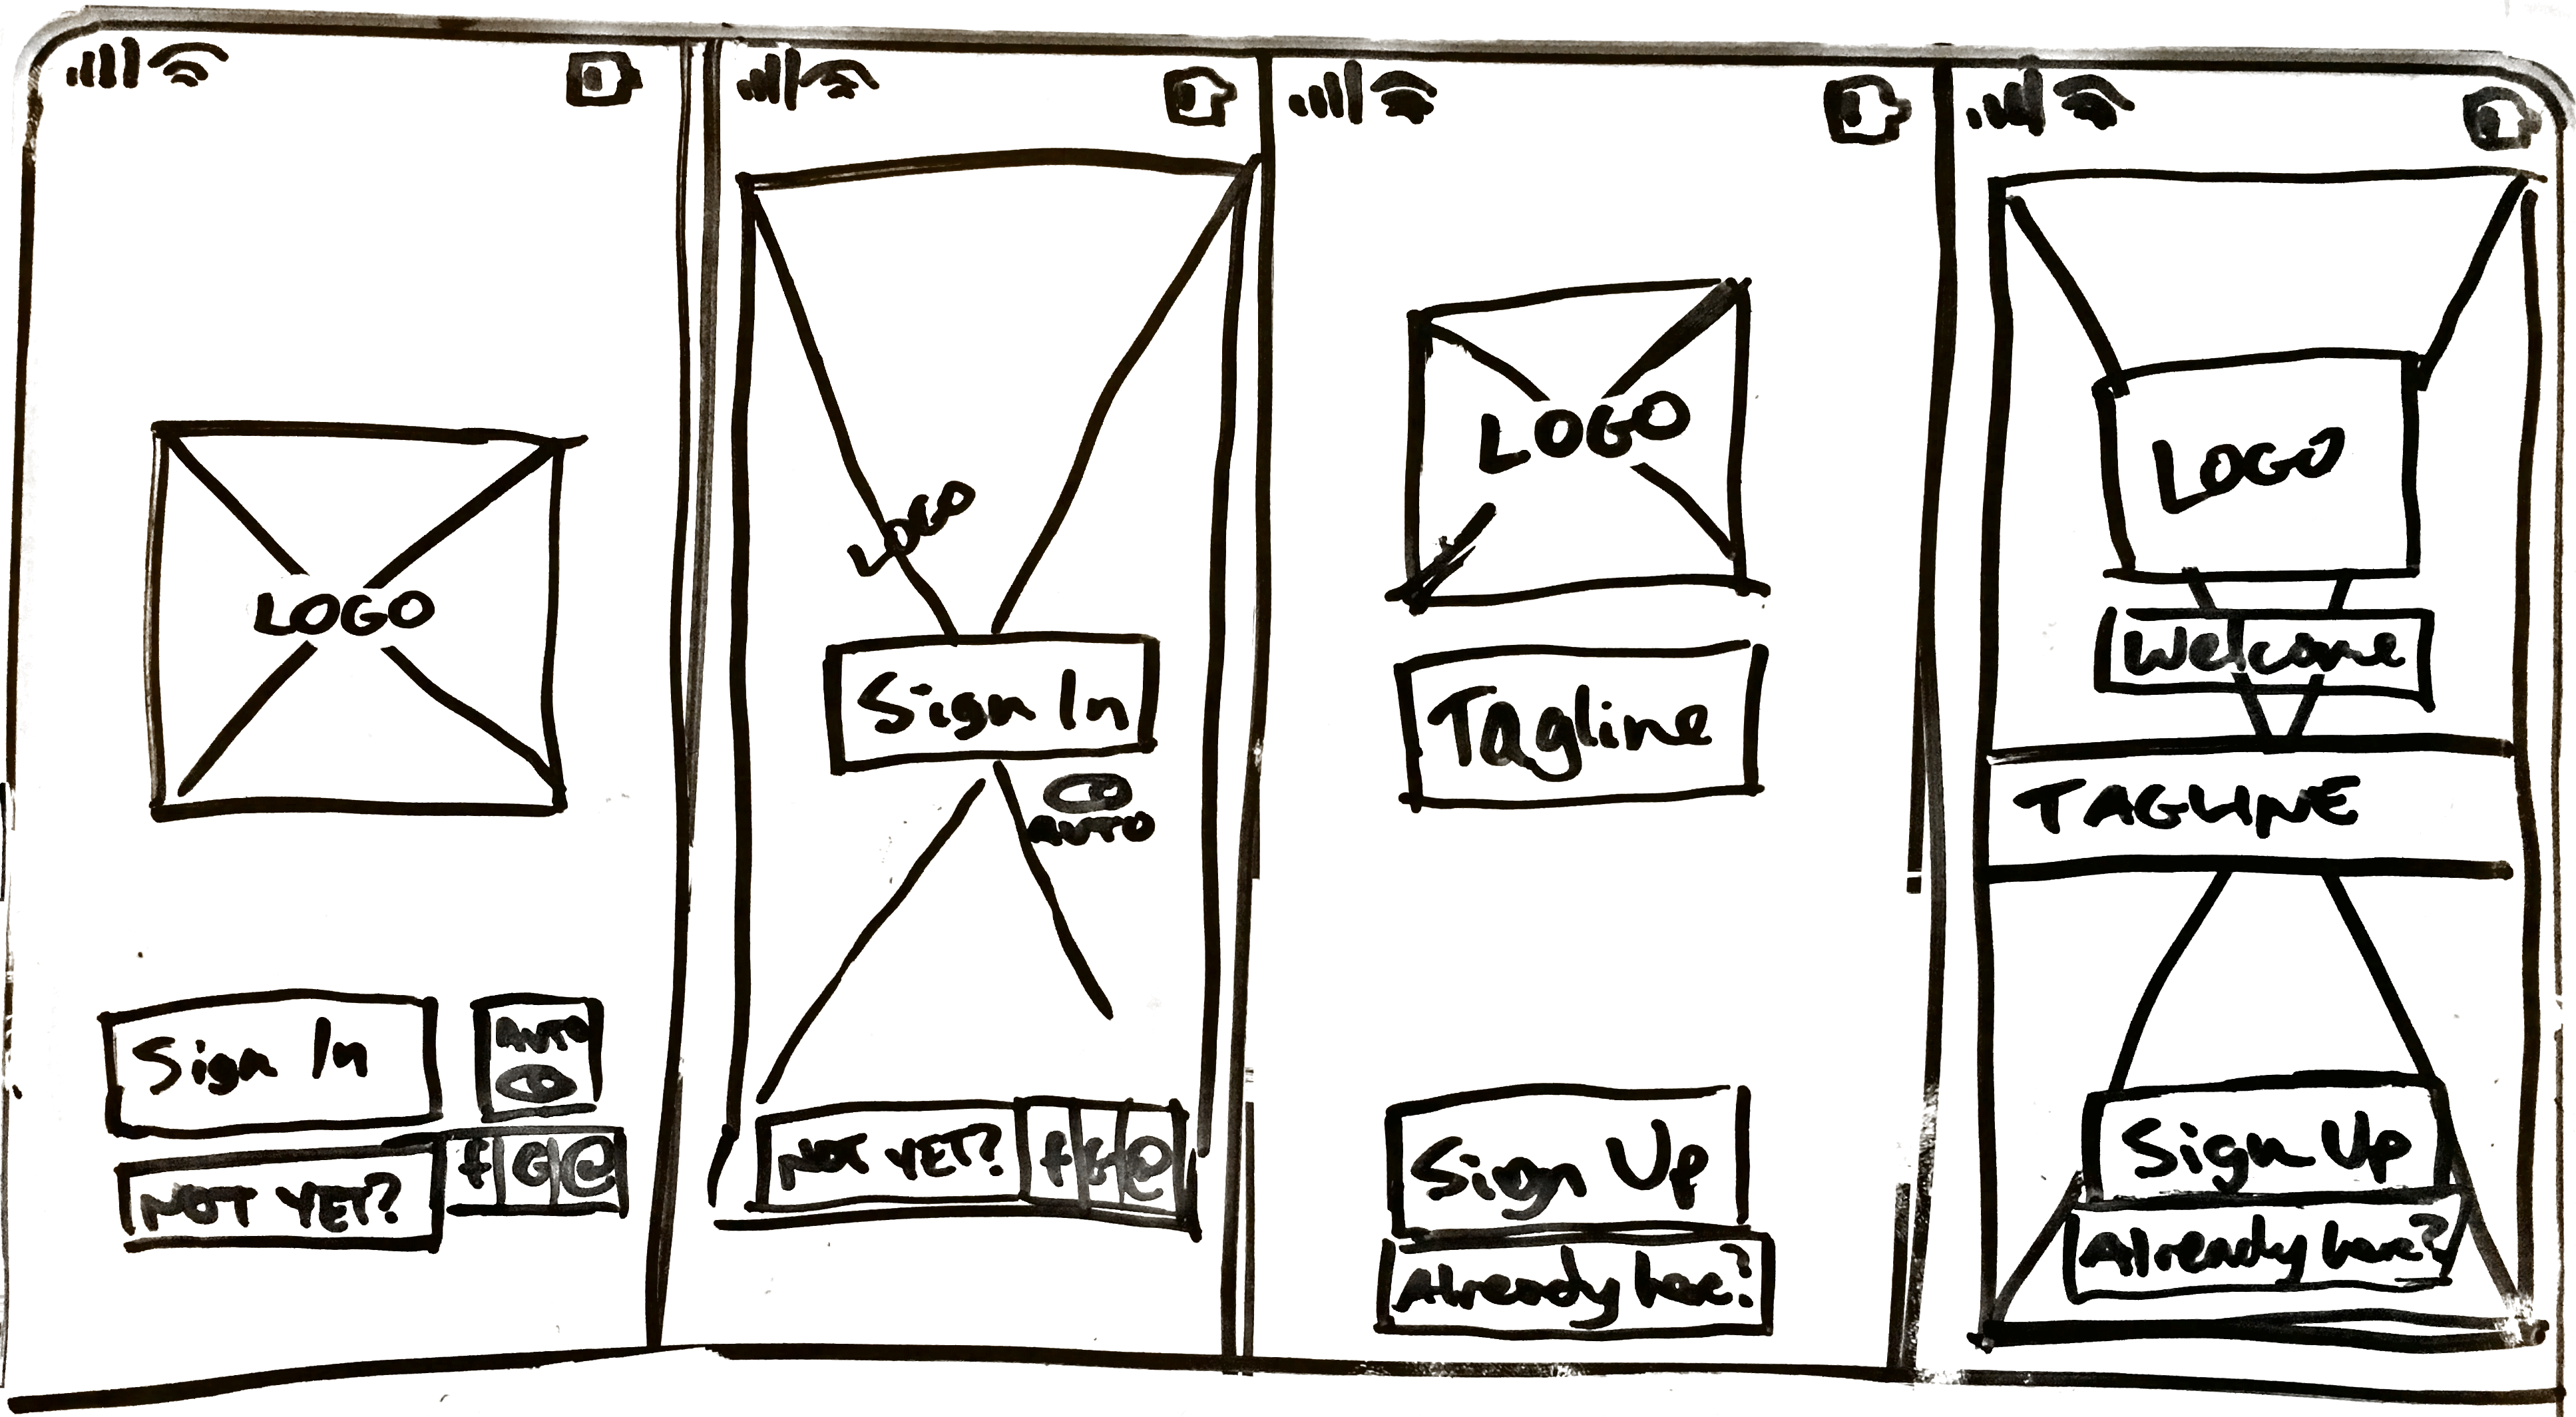 LOGO
Sign In
AUTO
NOT YET?
f G @
LOGO
Sign In
AUTO
NOT YET?
f G @
LOGO
Tagline
Sign Up
Already here?
LOGO
Welcome
TAGLINE
Sign Up
Already here?